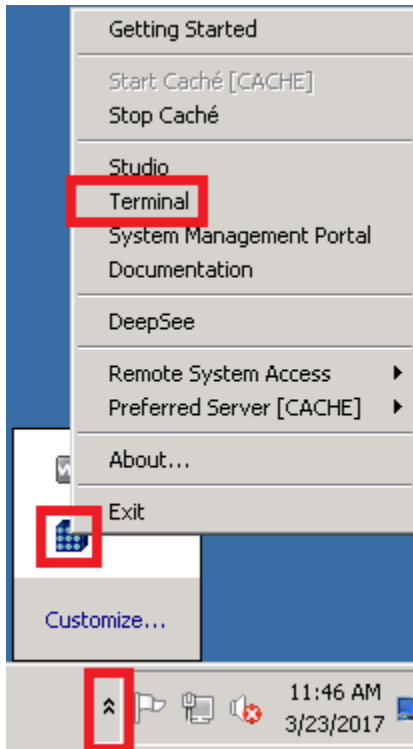 Getting Started
Start Caché [CACHE]
Stop Caché
Studio
Terminal
System Management Portal
Documentation
DeepSee
Remote System Access
Preferred Server [CACHE]
About...
Exit
Customize...
11:46 AM
3/23/2017